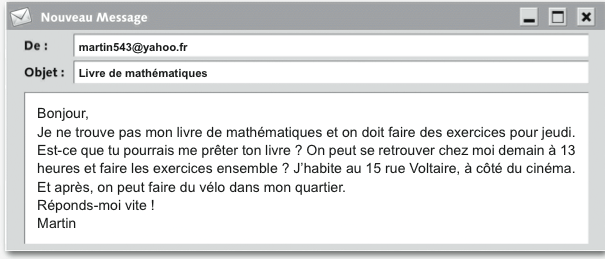 Nouveau Message
De : martin543@yahoo.fr
Objet : Livre de mathématiques
Bonjour,
Je ne trouve pas mon livre de mathématiques et on doit faire des exercices pour jeudi.
Est-ce que tu pourrais me prêter ton livre ? On peut se retrouver chez moi demain à 13
heures et faire les exercices ensemble ? J’habite au 15 rue Voltaire, à côté du cinéma.
Et après, on peut faire du vélo dans mon quartier.
Réponds-moi vite !
Martin